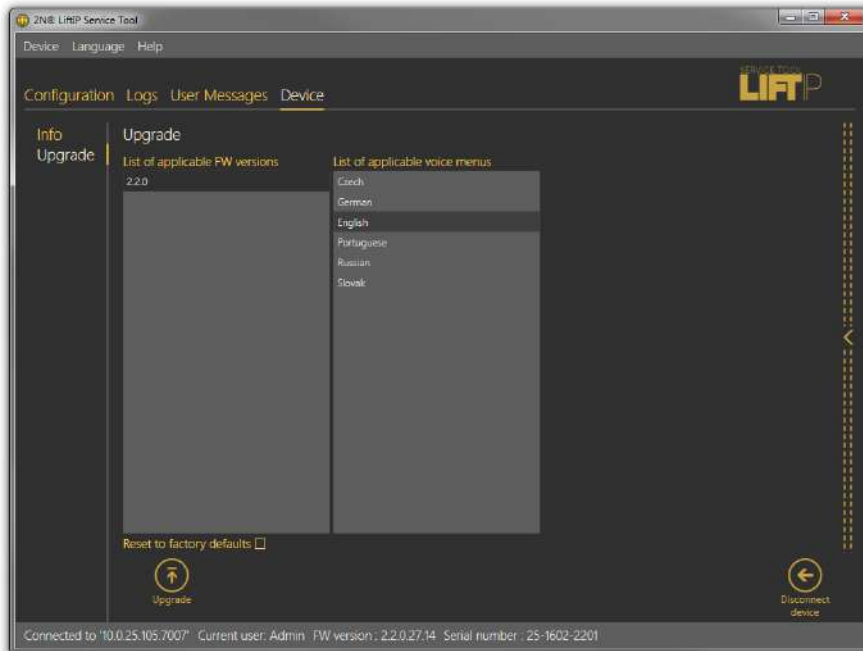 2N® LiftIP Service Tool
Device Language Help
SERVICE TOOL
LIFTIP
Configuration Logs User Messages Device
Info
Upgrade
Upgrade
List of applicable FW versions
2.2.0
List of applicable voice menus
Czech
German
English
Portuguese
Russian
Slovak
Reset to factory defaults
Upgrade
Disconnect
device
Connected to '10.0.25.105:7007' Current user: Admin FW version : 2.2.0.27.14 Serial number : 25-1602-2201